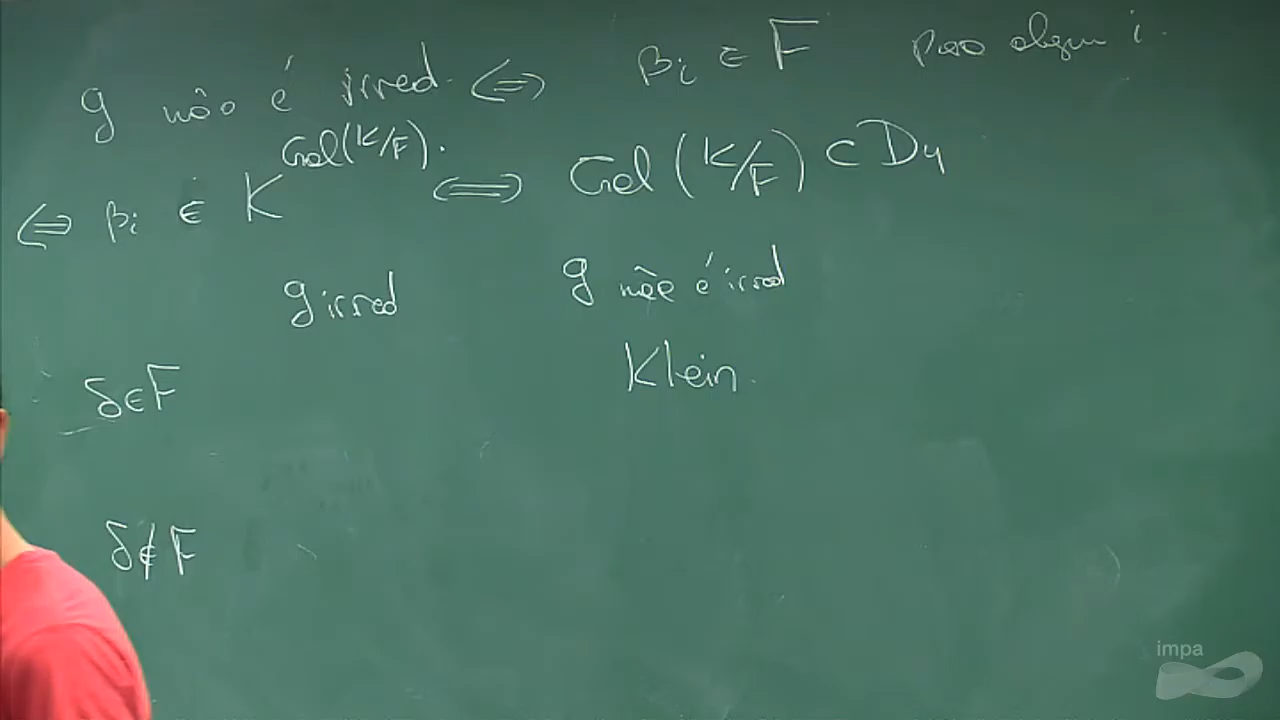 g não é irred. ⟺ βi ∈ F para algum i.
⟺ βi ∈ K^Gal(K/F). ⟺ Gal (K/F) ⊂ D4
g irred g não é irred
δ∈F Klein.
δ∉F
impa